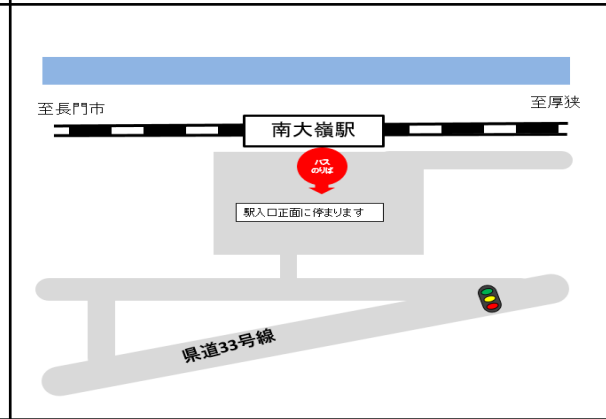 至長門市
至厚狭
南大嶺駅
バス
のりば
駅入口正面に停まります
県道33号線